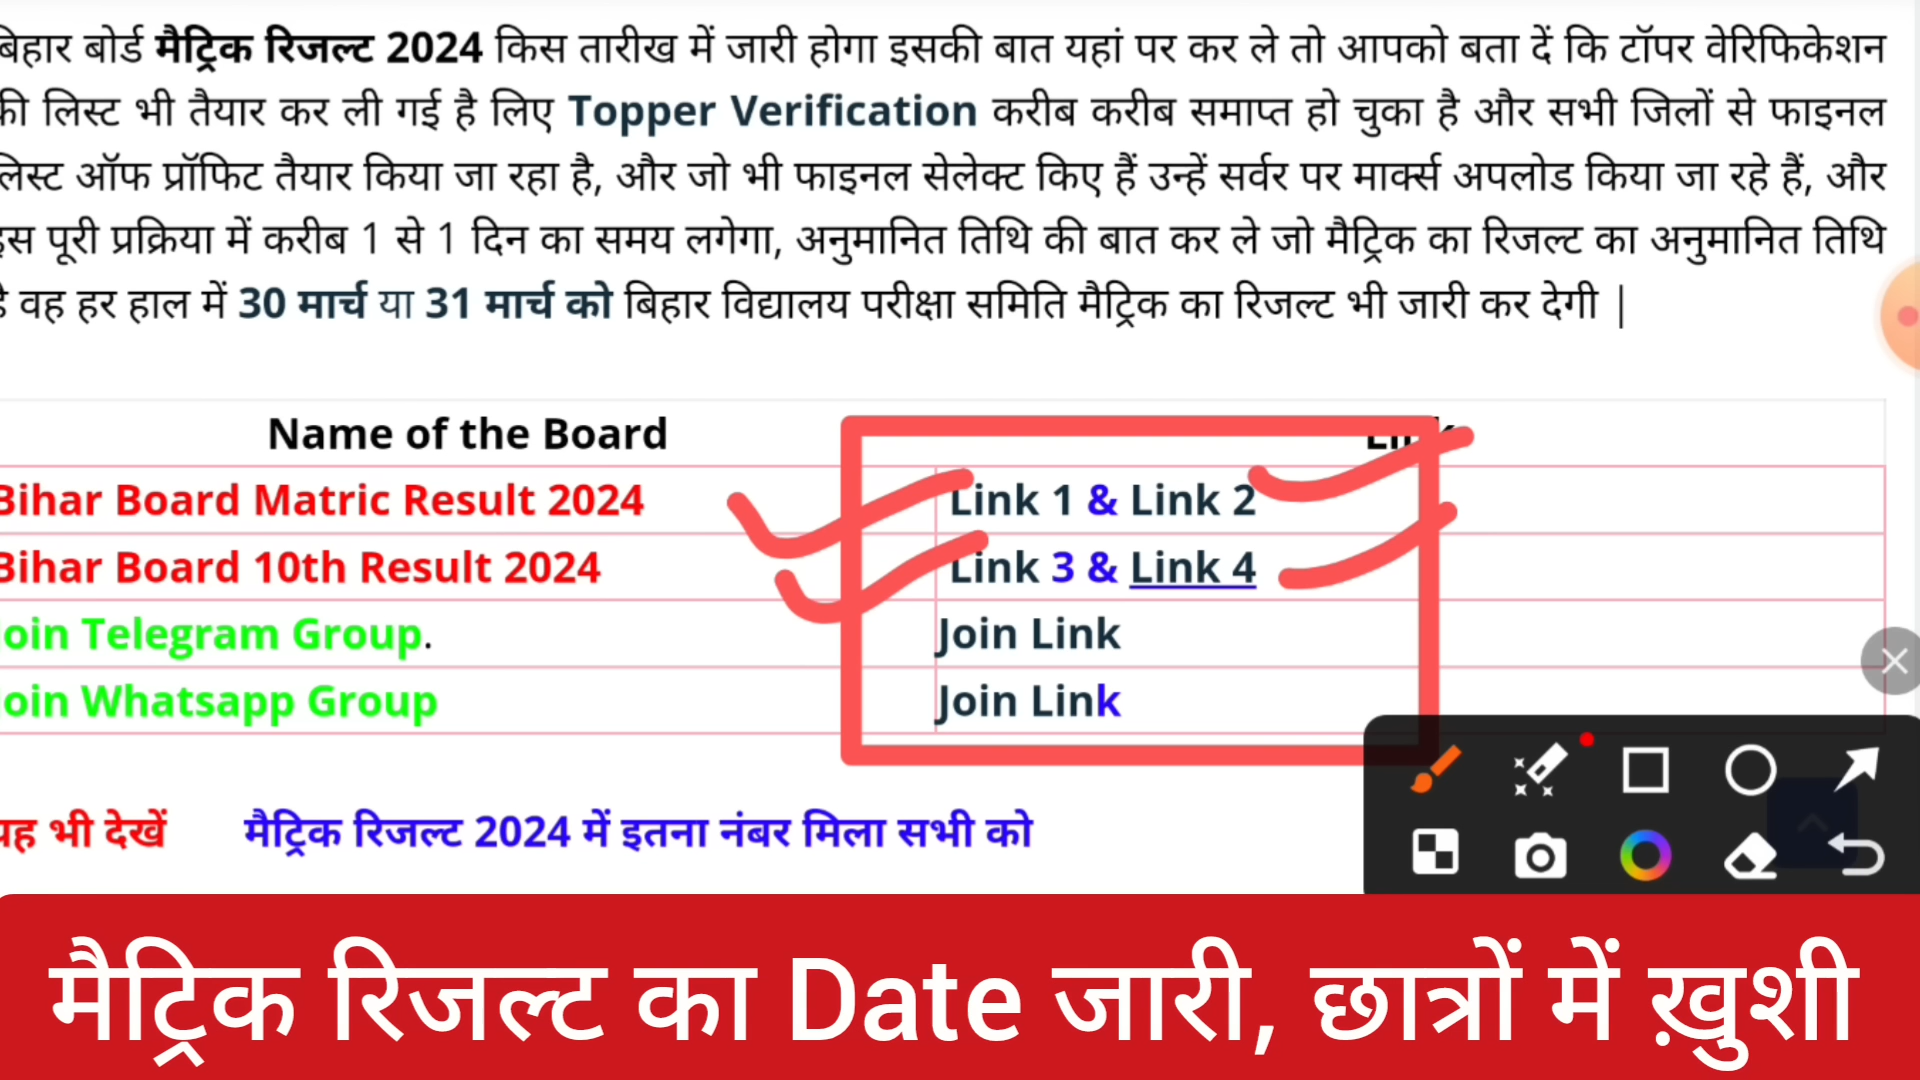 बिहार बोर्ड मैट्रिक रिजल्ट 2024 किस तारीख में जारी होगा इसकी बात यहां पर कर ले तो आपको बता दें कि टॉपर वेरिफिकेशन
की लिस्ट भी तैयार कर ली गई है लिए Topper Verification करीब करीब समाप्त हो चुका है और सभी जिलों से फाइनल
लिस्ट ऑफ प्रॉफिट तैयार किया जा रहा है, और जो भी फाइनल सेलेक्ट किए हैं उन्हें सर्वर पर मार्क्स अपलोड किया जा रहे हैं, और
इस पूरी प्रक्रिया में करीब 1 से 1 दिन का समय लगेगा, अनुमानित तिथि की बात कर ले जो मैट्रिक का रिजल्ट का अनुमानित तिथि
है वह हर हाल में 30 मार्च या 31 मार्च को बिहार विद्यालय परीक्षा समिति मैट्रिक का रिजल्ट भी जारी कर देगी |
Name of the Board Link
Bihar Board Matric Result 2024 Link 1 & Link 2
Bihar Board 10th Result 2024 Link 3 & Link 4
Join Telegram Group. Join Link
Join Whatsapp Group Join Link
यह भी देखें मैट्रिक रिजल्ट 2024 में इतना नंबर मिला सभी को
मैट्रिक रिजल्ट का Date जारी, छात्रों में ख़ुशी